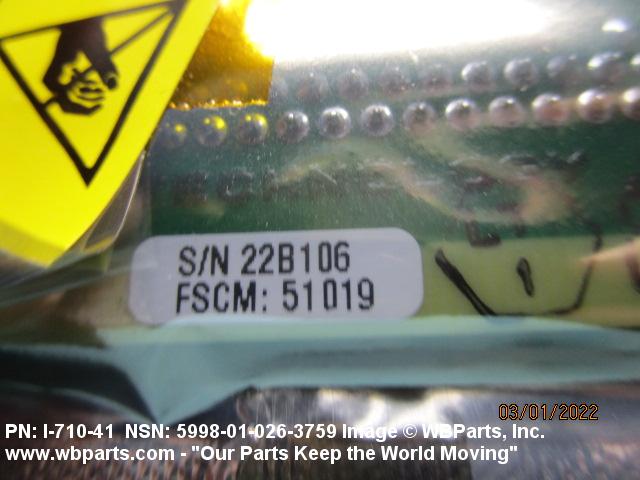 S/N 22B106
FSCM: 51019
03/01/2022
PN: I-710-41 NSN: 5998-01-026-3759 Image © WBParts, Inc.
www.wbparts.com - "Our Parts Keep the World Moving"